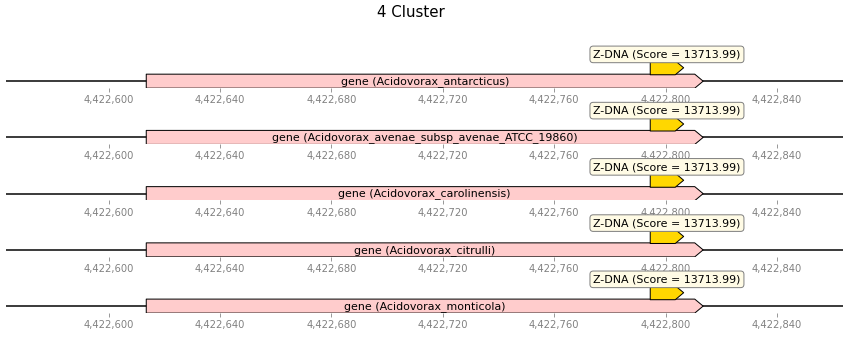 4 Cluster
Z-DNA (Score = 13713.99)
gene (Acidovorax_antarcticus)
4,422,600 4,422,640 4,422,680 4,422,720 4,422,760 4,422,800 4,422,840
Z-DNA (Score = 13713.99)
gene (Acidovorax_avenae_subsp_avenae_ATCC_19860)
4,422,600 4,422,640 4,422,680 4,422,720 4,422,760 4,422,800 4,422,840
Z-DNA (Score = 13713.99)
gene (Acidovorax_carolinensis)
4,422,600 4,422,640 4,422,680 4,422,720 4,422,760 4,422,800 4,422,840
Z-DNA (Score = 13713.99)
gene (Acidovorax_citrulli)
4,422,600 4,422,640 4,422,680 4,422,720 4,422,760 4,422,800 4,422,840
Z-DNA (Score = 13713.99)
gene (Acidovorax_monticola)
4,422,600 4,422,640 4,422,680 4,422,720 4,422,760 4,422,800 4,422,840